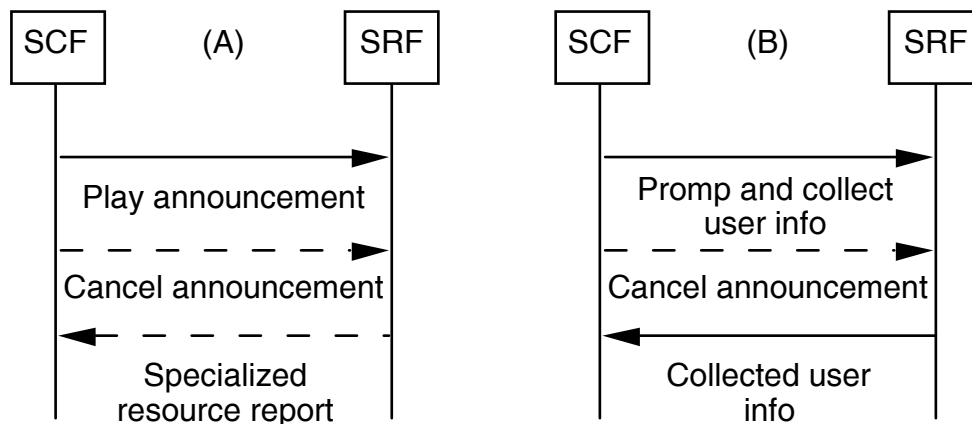 SCF (A) SRF
Play announcement
Cancel announcement
Specialized
resource report
SCF (B) SRF
Promp and collect
user info
Cancel announcement
Collected user
info